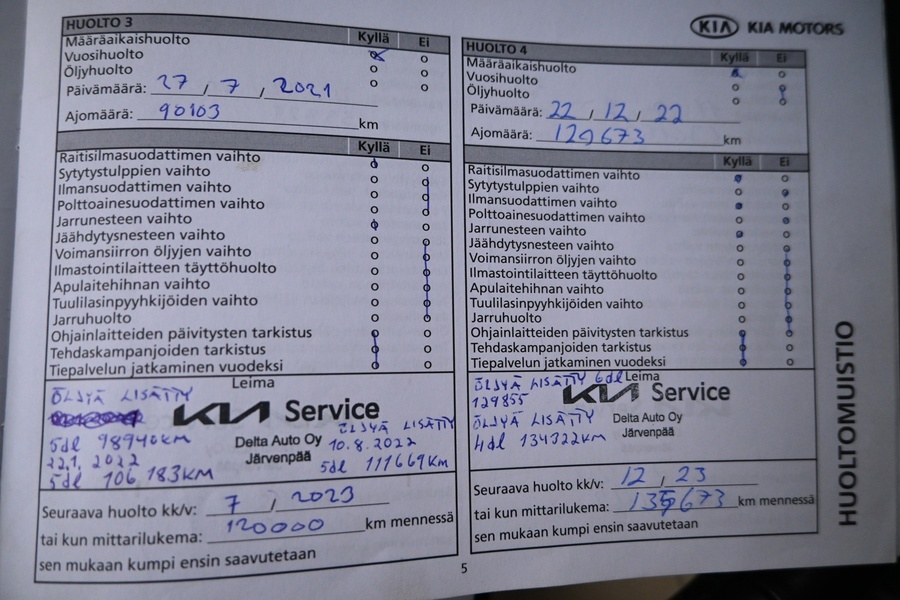 HUOLTO 3
Kyllä Ei
Määräaikaishuolto
Vuosihuolto
Öljyhuolto
Päivämäärä: 27 / 7 / 2021
Ajomäärä: 90103 km
Kyllä Ei
Raitisilmasuodattimen vaihto
Sytytystulppien vaihto
Ilmansuodattimen vaihto
Polttoainesuodattimen vaihto
Jarrunesteen vaihto
Jäähdytysnesteen vaihto
Voimansiirron öljyjen vaihto
Ilmastointilaitteen täyttöhuolto
Apulaitehihnan vaihto
Tuulilasinpyyhkijöiden vaihto
Jarruhuolto
Ohjainlaitteiden päivitysten tarkistus
Tehdaskampanjoiden tarkistus
Tiepalvelun jatkaminen vuodeksi
Leima
ÖLJYÄ LISÄTTY
KIA Service
5dl 98940KM
Delta Auto Oy
Järvenpää
22.1. 2022
5dl 106.183KM
ÖLJYÄ LISÄTTY
10.8.2022
5dl 111669KM
Seuraava huolto kk/v: 7 / 2023
tai kun mittarilukema: 120000 km mennessä
sen mukaan kumpi ensin saavutetaan
KIA KIA MOTORS
HUOLTO 4
Kyllä Ei
Määräaikaishuolto
Vuosihuolto
Öljyhuolto
Päivämäärä: 22 / 12 / 22
Ajomäärä: 129673 km
Kyllä Ei
Raitisilmasuodattimen vaihto
Sytytystulppien vaihto
Ilmansuodattimen vaihto
Polttoainesuodattimen vaihto
Jarrunesteen vaihto
Jäähdytysnesteen vaihto
Voimansiirron öljyjen vaihto
Ilmastointilaitteen täyttöhuolto
Apulaitehihnan vaihto
Tuulilasinpyyhkijöiden vaihto
Jarruhuolto
Ohjainlaitteiden päivitysten tarkistus
Tehdaskampanjoiden tarkistus
Tiepalvelun jatkaminen vuodeksi
ÖLJYÄ LISÄTTY 6dl Leima
129855
KIA Service
ÖLJYÄ LISÄTTY
4dl 134322KM
Delta Auto Oy
Järvenpää
Seuraava huolto kk/v: 12 / 23
tai kun mittarilukema: km mennessä
sen mukaan kumpi ensin saavutetaan
HUOLTOMUISTIO
5